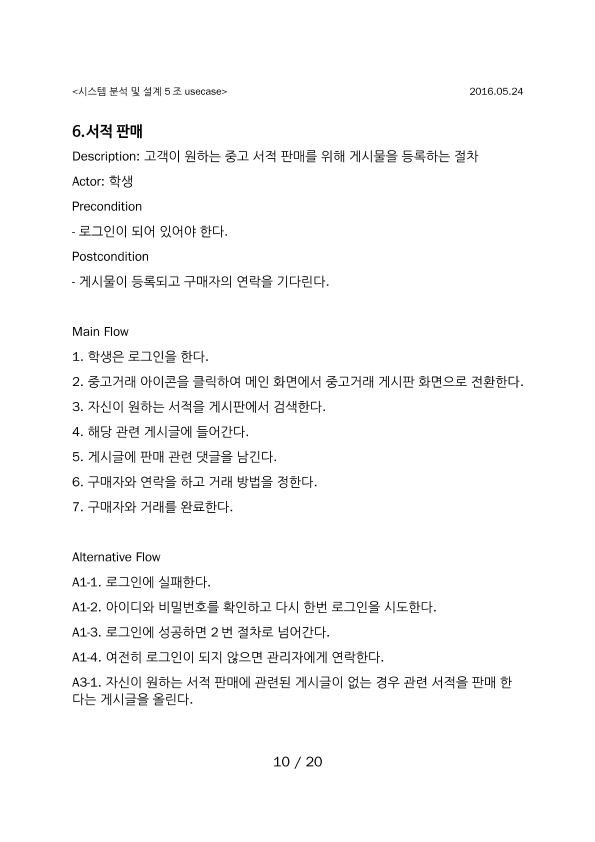 <시스템 분석 및 설계 5 조 usecase> 2016.05.24
6.서적 판매
Description: 고객이 원하는 중고 서적 판매를 위해 게시물을 등록하는 절차
Actor: 학생
Precondition
- 로그인이 되어 있어야 한다.
Postcondition
- 게시물이 등록되고 구매자의 연락을 기다린다.
Main Flow
1. 학생은 로그인을 한다.
2. 중고거래 아이콘을 클릭하여 메인 화면에서 중고거래 게시판 화면으로 전환한다.
3. 자신이 원하는 서적을 게시판에서 검색한다.
4. 해당 관련 게시글에 들어간다.
5. 게시글에 판매 관련 댓글을 남긴다.
6. 구매자와 연락을 하고 거래 방법을 정한다.
7. 구매자와 거래를 완료한다.
Alternative Flow
A1-1. 로그인에 실패한다.
A1-2. 아이디와 비밀번호를 확인하고 다시 한번 로그인을 시도한다.
A1-3. 로그인에 성공하면 2 번 절차로 넘어간다.
A1-4. 여전히 로그인이 되지 않으면 관리자에게 연락한다.
A3-1. 자신이 원하는 서적 판매에 관련된 게시글이 없는 경우 관련 서적을 판매 한
다는 게시글을 올린다.
10 / 20